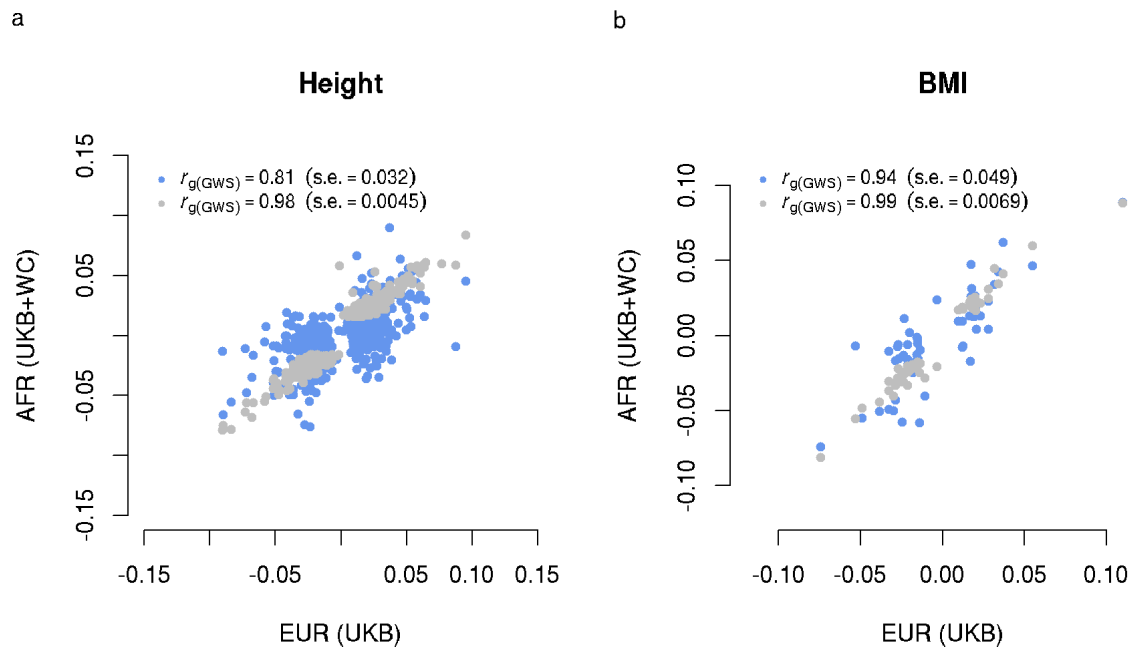 a
Height
0.15
0.05
-0.05
-0.15
AFR (UKB+WC)
r g(GWS) = 0.81 (s.e. = 0.032)
r g(GWS) = 0.98 (s.e. = 0.0045)
-0.15
-0.05
0.05
0.10
0.15
EUR (UKB)
b
BMI
0.10
0.05
0.00
-0.05
-0.10
AFR (UKB+WC)
r g(GWS) = 0.94 (s.e. = 0.049)
r g(GWS) = 0.99 (s.e. = 0.0069)
-0.10
-0.05
0.00
0.05
0.10
EUR (UKB)